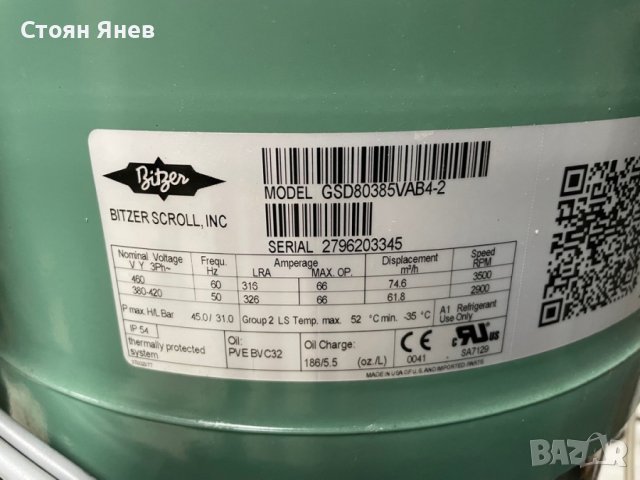 Стоян Янев
Bitzer
BITZER SCROLL, INC
MODEL GSD80385VAB4-2
SERIAL 2796203345
Nominal Voltage Frequ. Amperage Displacement Speed
V Y 3Ph~ Hz LRA MAX. OP. m³/h RPM
460 60 316 66 74.6 3500
380-420 50 326 66 61.8 2900
P max. H/L Bar 45.0/ 31.0 Group 2 LS Temp. max. 52 °C min. -35 °C A1 Refrigerant Use Only
IP 54
thermally protected system
Oil: PVE BVC32
Oil Charge: 186/5.5 (oz./L)
CE 0041
c RU US
SA7129
MADE IN USA OF U.S. AND IMPORTED PARTS
BAZAR